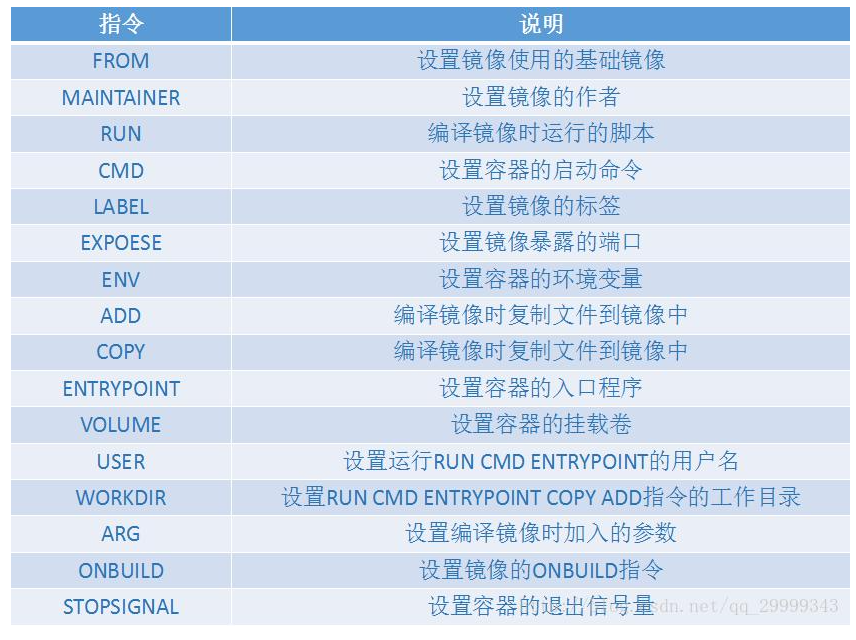 指令 说明
FROM 设置镜像使用的基础镜像
MAINTAINER 设置镜像的作者
RUN 编译镜像时运行的脚本
CMD 设置容器的启动命令
LABEL 设置镜像的标签
EXPOESE 设置镜像暴露的端口
ENV 设置容器的环境变量
ADD 编译镜像时复制文件到镜像中
COPY 编译镜像时复制文件到镜像中
ENTRYPOINT 设置容器的入口程序
VOLUME 设置容器的挂载卷
USER 设置运行RUN CMD ENTRYPOINT的用户名
WORKDIR 设置RUN CMD ENTRYPOINT COPY ADD指令的工作目录
ARG 设置编译镜像时加入的参数
ONBUILD 设置镜像的ONBUILD指令
STOPSIGNAL 设置容器的退出信号量
sdn.net/qq_29999343